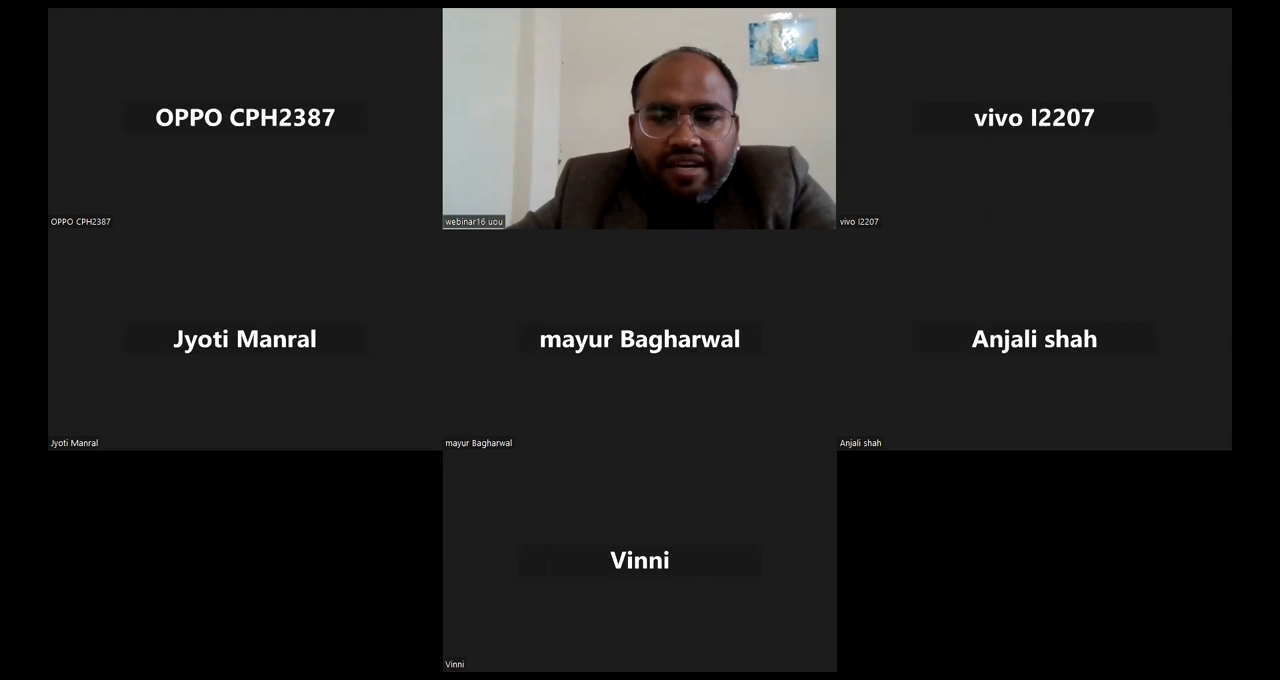 OPPO CPH2387
OPPO CPH2387
webinar16 uou
vivo I2207
vivo I2207
Jyoti Manral
Jyoti Manral
mayur Bagharwal
mayur Bagharwal
Anjali shah
Anjali shah
Vinni
Vinni